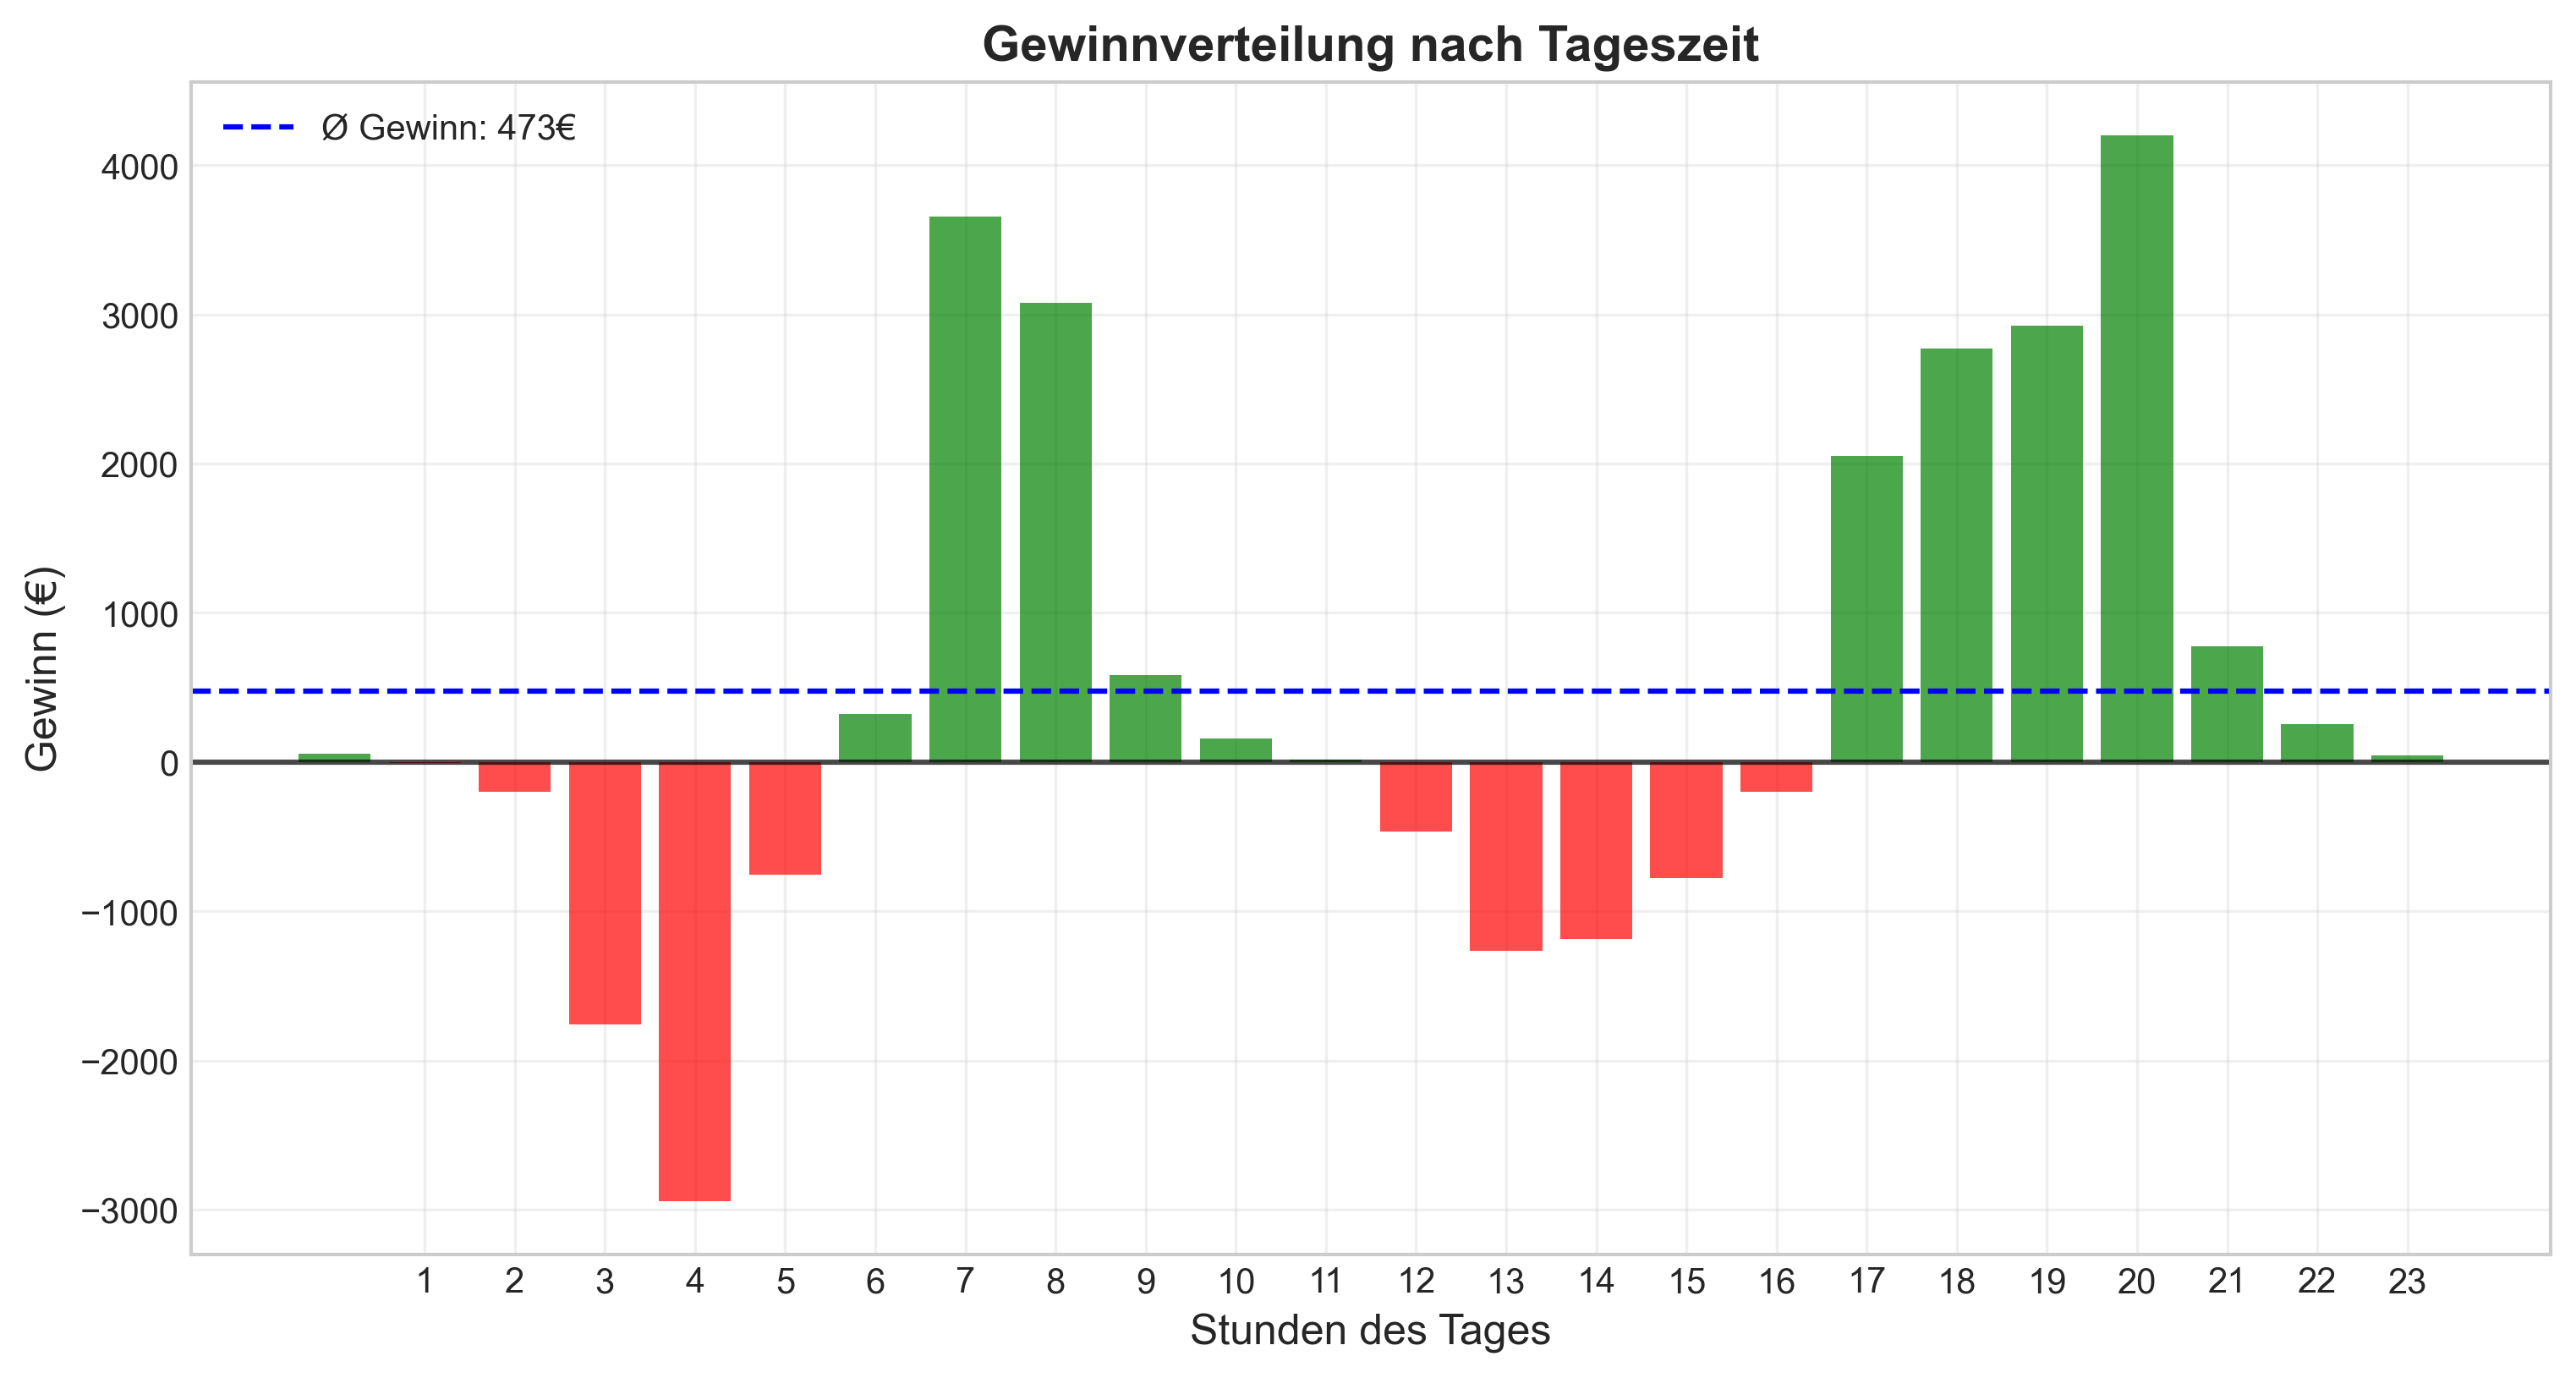 Gewinnverteilung nach Tageszeit
Ø Gewinn: 473€
Gewinn (€)
4000
3000
2000
1000
0
−1000
−2000
−3000
1 2 3 4 5 6 7 8 9 10 11 12 13 14 15 16 17 18 19 20 21 22 23
Stunden des Tages